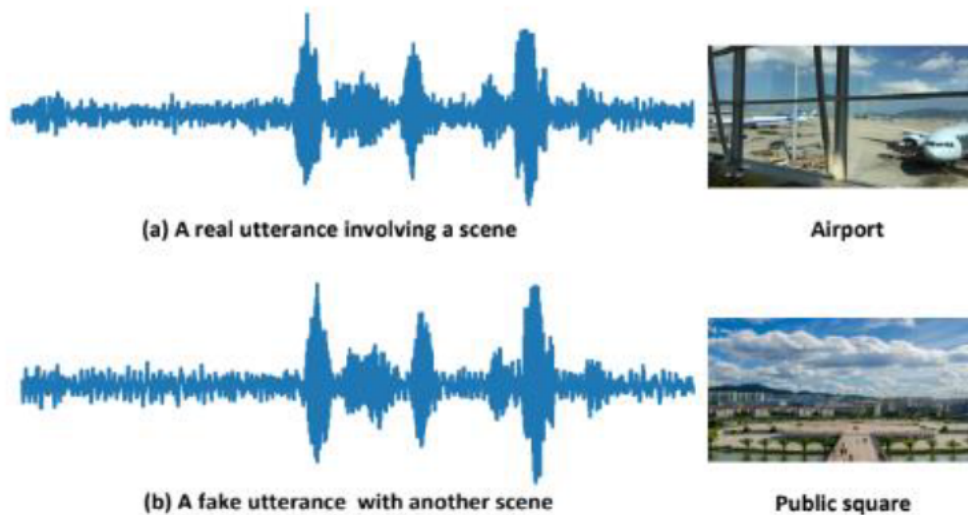 (a) A real utterance involving a scene
Airport
(b) A fake utterance with another scene
Public square